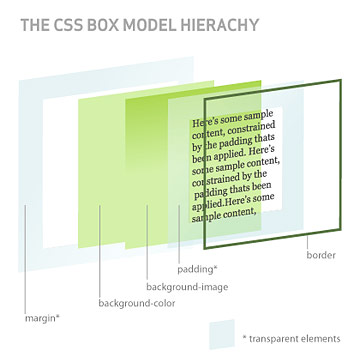 THE CSS BOX MODEL HIERACHY
Here's some sample
content, constrained
by the padding thats
been applied. Here's
some sample content,
constrained by the
padding thats been
applied.Here's some
sample content,
border
padding*
background-image
background-color
margin*
* transparent elements